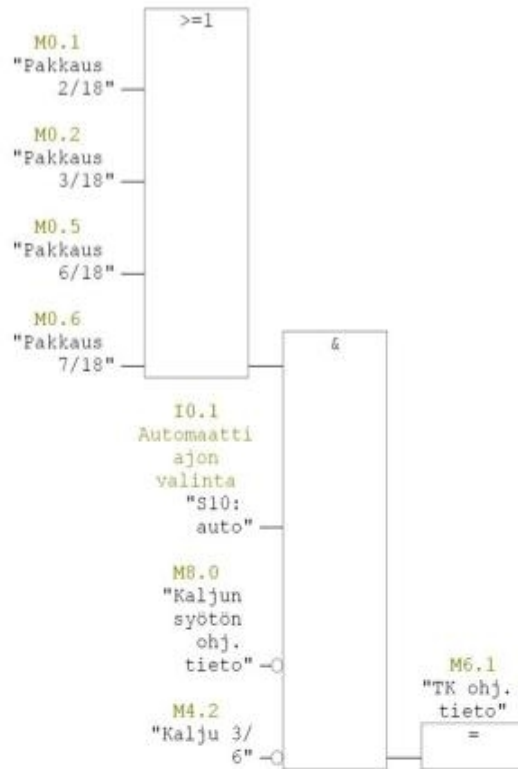 >=1
M0.1
"Pakkaus
2/18"
M0.2
"Pakkaus
3/18"
M0.5
"Pakkaus
6/18"
M0.6
"Pakkaus
7/18"
&
I0.1
Automaatti
ajon
valinta
"S10:
auto"
M8.0
"Kaljun
syötön
ohj.
tieto"
M4.2
"Kalju 3/
6"
M6.1
"TK ohj.
tieto"
=